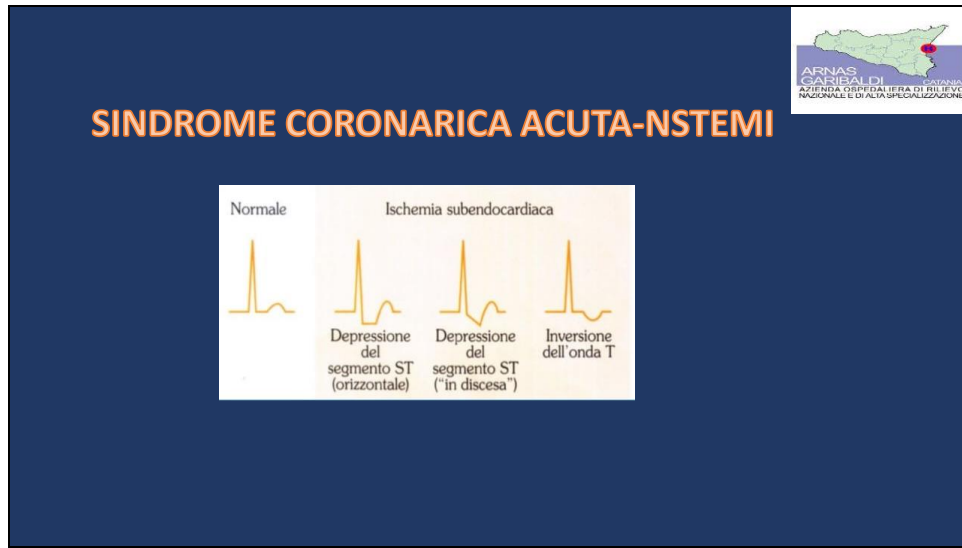 ARNAS
GARIBALDI CATANIA
AZIENDA OSPEDALIERA DI RILIEVO
NAZIONALE E DI ALTA SPECIALIZZAZIONE
SINDROME CORONARICA ACUTA-NSTEMI
Normale
Ischemia subendocardiaca
Depressione
del
segmento ST
(orizzontale)
Depressione
del
segmento ST
("in discesa")
Inversione
dell'onda T